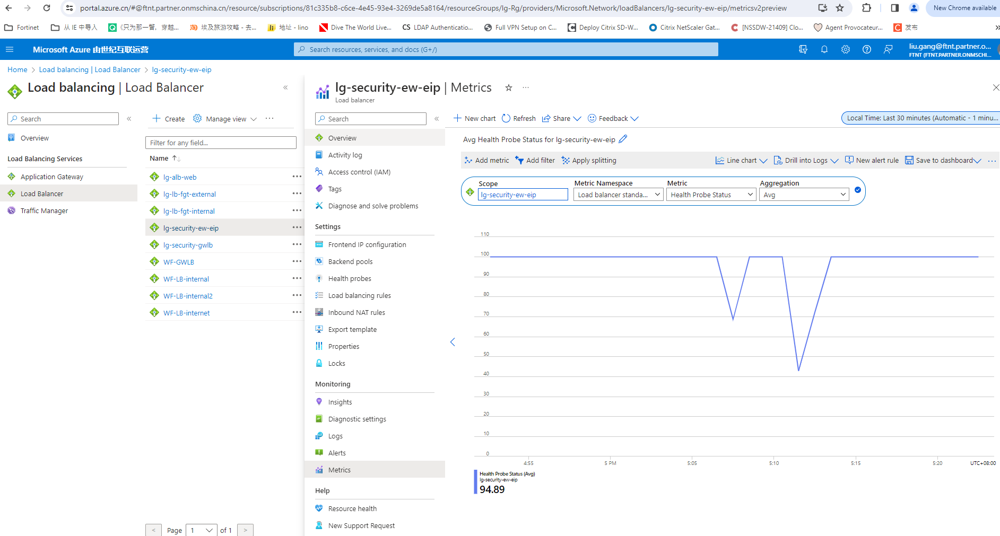 portal.azure.cn/#@ftnt.partner.onmschina.cn/resource/subscriptions/81c335b8-c6ce-4e45-93e4-3269de5a8164/resourceGroups/lg-Rg/providers/Microsoft.Network/loadBalancers/lg-security-ew-eip/metricsv2preview
New Chrome available
Fortinet
从 IE 中导入
《只为那一瞥，穿越...
埃及旅游攻略 - 去...
地址 - lino
Dive The World Live...
CS LDAP Authenticatio...
Full VPN Setup on C...
Deploy Citrix SD-W...
Citrix NetScaler Gat...
[NSSDW-21409] Clo...
Agent Provocateur...
发布
Microsoft Azure 由世纪互联运营
Search resources, services, and docs (G+/)
liu.gang@ftnt.partner.o...
FTNT (FTNT.PARTNER.ONMSCHI...
Home > Load balancing | Load Balancer > lg-security-ew-eip
Load balancing | Load Balancer
Search
Overview
Load Balancing Services
Application Gateway
Load Balancer
Traffic Manager
Create
Manage view
Filter for any field...
Name
lg-alb-web
lg-lb-fgt-external
lg-lb-fgt-internal
lg-security-ew-eip
lg-security-gwlb
WF-GWLB
WF-LB-internal
WF-LB-internal2
WF-LB-internet
< Page 1 of 1 >
lg-security-ew-eip | Metrics
Load balancer
Search
Overview
Activity log
Access control (IAM)
Tags
Diagnose and solve problems
Settings
Frontend IP configuration
Backend pools
Health probes
Load balancing rules
Inbound NAT rules
Export template
Properties
Locks
Monitoring
Insights
Diagnostic settings
Logs
Alerts
Metrics
Help
Resource health
New Support Request
New chart
Refresh
Share
Feedback
Local Time: Last 30 minutes (Automatic - 1 minu...
Avg Health Probe Status for lg-security-ew-eip
Add metric
Add filter
Apply splitting
Line chart
Drill into Logs
New alert rule
Save to dashboard
Scope
lg-security-ew-eip
Metric Namespace
Load balancer standa...
Metric
Health Probe Status
Aggregation
Avg
110
100
90
80
70
60
50
40
30
20
10
0
4:55
5 PM
5:05
5:10
5:15
5:20
UTC+08:00
Health Probe Status (Avg)
lg-security-ew-eip
94.89